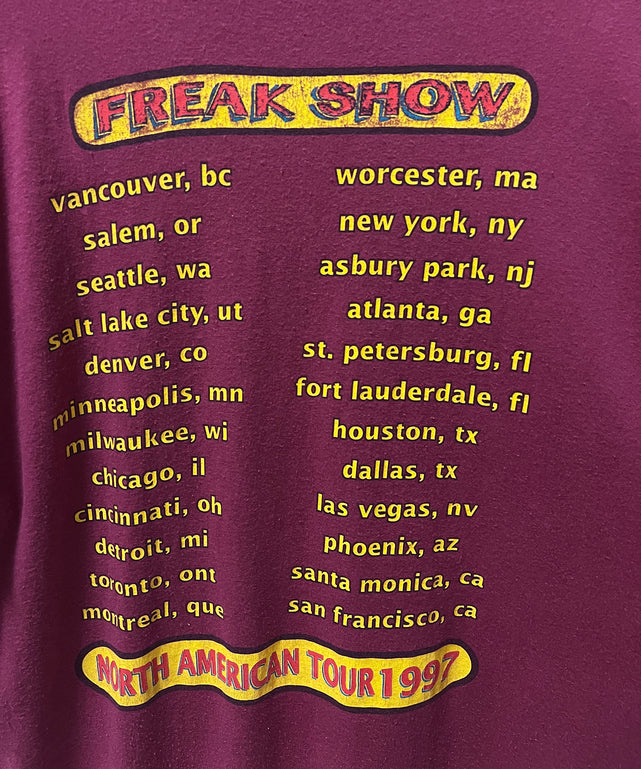 FREAK SHOW
vancouver, bc
salem, or
seattle, wa
salt lake city, ut
denver, co
minneapolis, mn
milwaukee, wi
chicago, il
cincinnati, oh
detroit, mi
toronto, ont
montreal, que
worcester, ma
new york, ny
asbury park, nj
atlanta, ga
st. petersburg, fl
fort lauderdale, fl
houston, tx
dallas, tx
las vegas, nv
phoenix, az
santa monica, ca
san francisco, ca
NORTH AMERICAN TOUR 1997